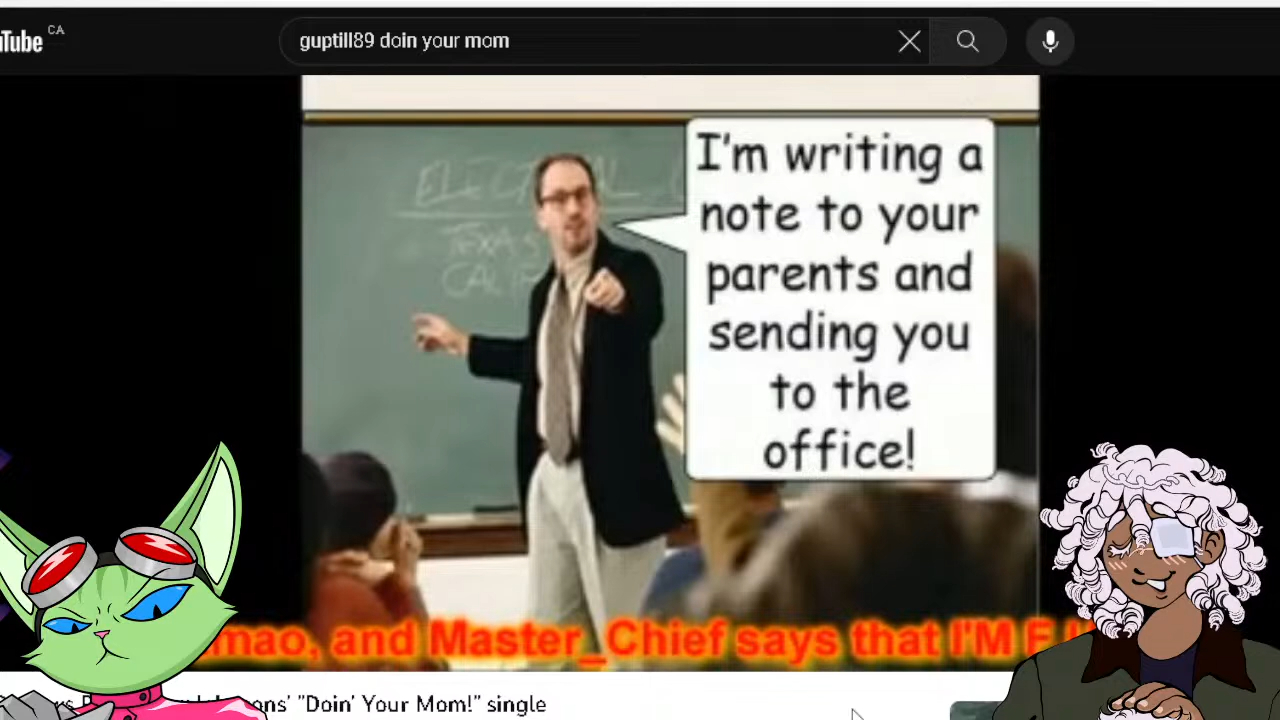 Tube CA
guptill89 doin your mom
I'm writing a
note to your
parents and
sending you
to the
office!
TEXAS
mao, and Master_Chief says that I'M F
ons' "Doin' Your Mom!" single